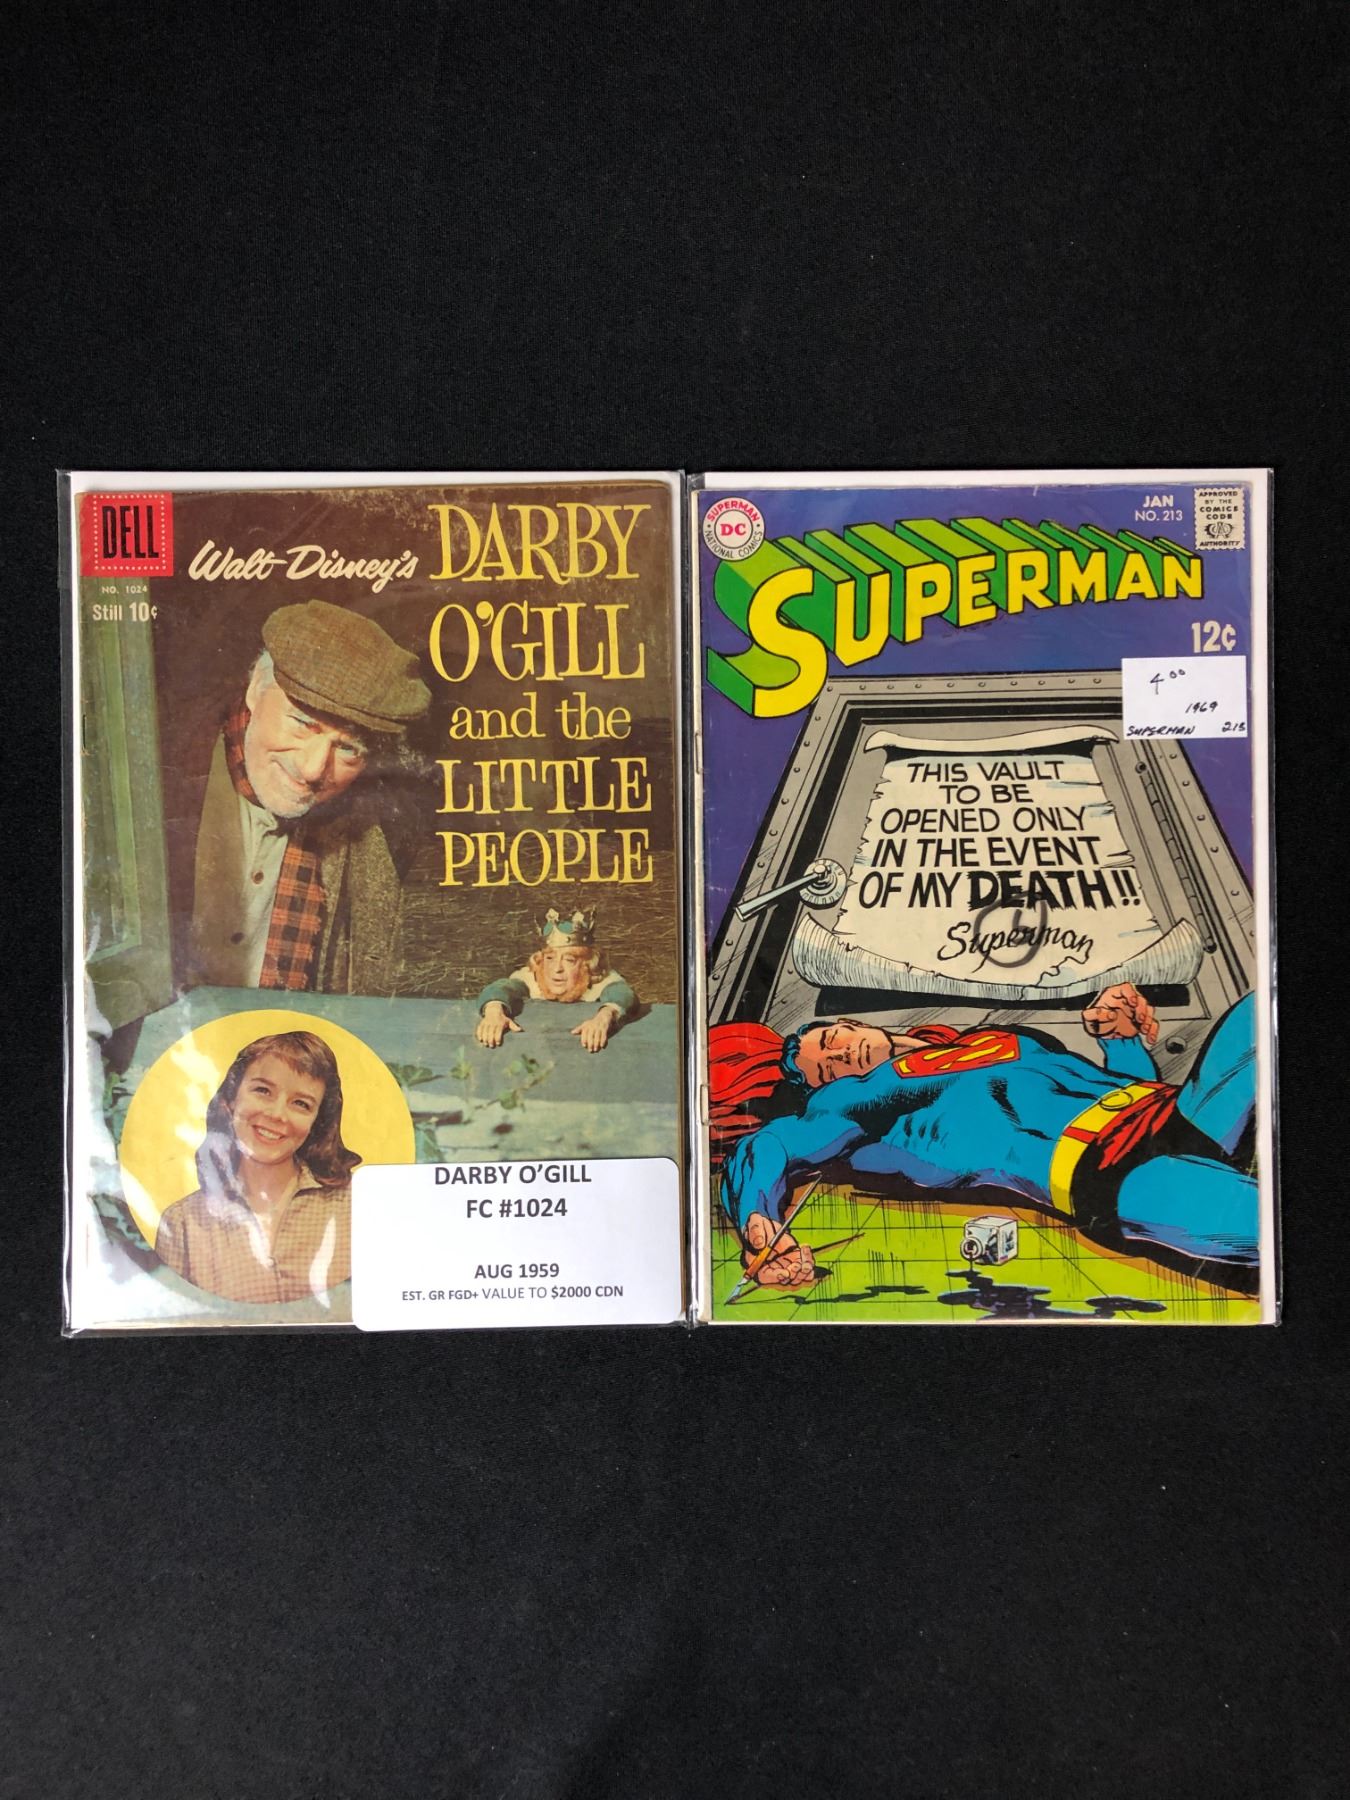 DELL
NO. 1024
Still 10¢
Walt Disney's
DARBY
O'GILL
and the
LITTLE
PEOPLE
DARBY O'GILL
FC #1024
AUG 1959
EST. GR FGD+ VALUE TO $2000 CDN
SUPERMAN
DC
NATIONAL COMICS
JAN
NO. 213
APPROVED
BY THE
COMICS
CODE
AUTHORITY
SUPERMAN
12¢
4.00
1969
SUPERMAN 213
THIS VAULT
TO BE
OPENED ONLY
IN THE EVENT
OF MY DEATH!!
Superman